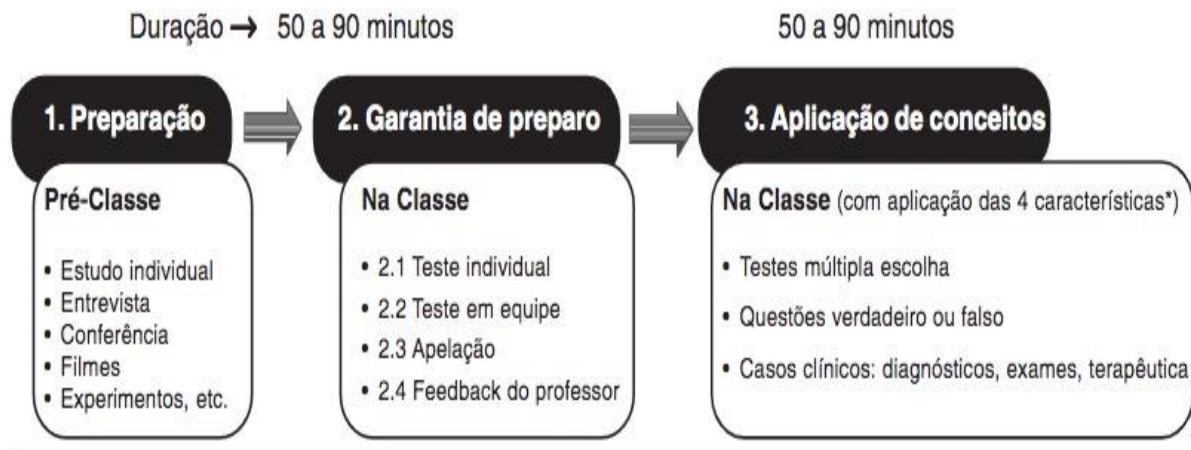 Duração → 50 a 90 minutos
50 a 90 minutos
1. Preparação
Pré-Classe
• Estudo individual
• Entrevista
• Conferência
• Filmes
• Experimentos, etc.
2. Garantia de preparo
Na Classe
• 2.1 Teste individual
• 2.2 Teste em equipe
• 2.3 Apelação
• 2.4 Feedback do professor
3. Aplicação de conceitos
Na Classe (com aplicação das 4 características*)
• Testes múltipla escolha
• Questões verdadeiro ou falso
• Casos clínicos: diagnósticos, exames, terapêutica